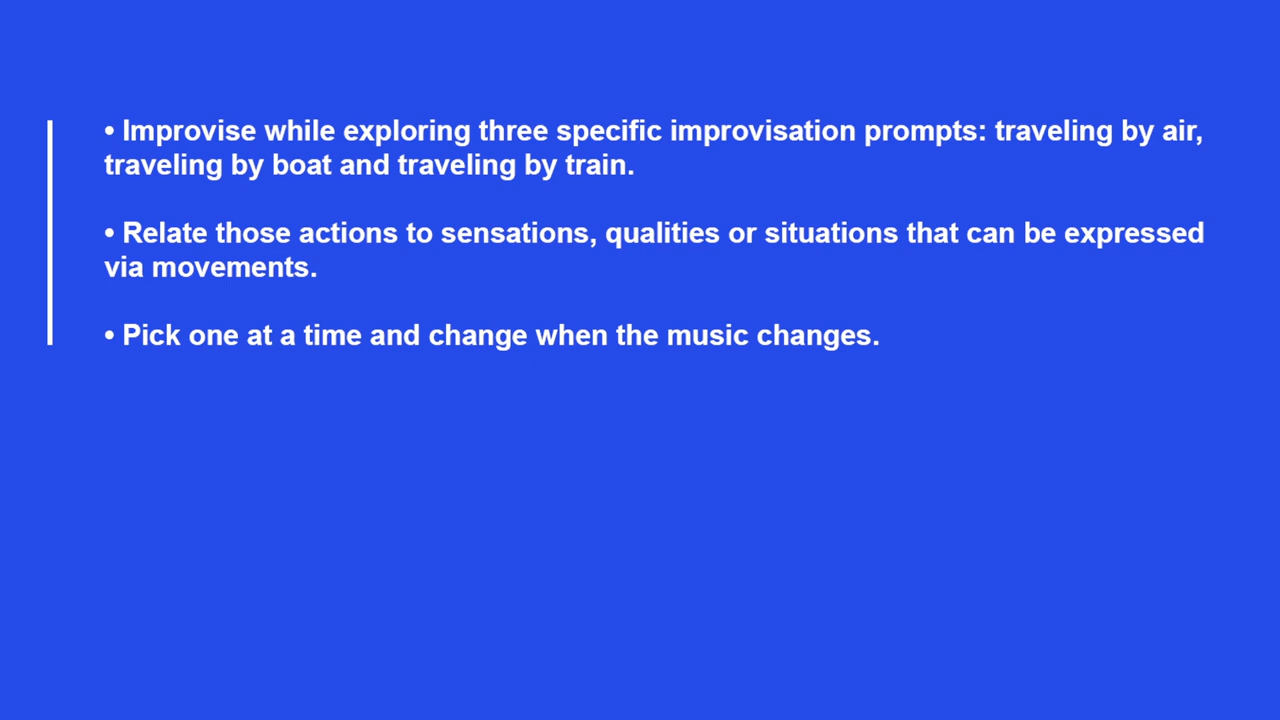 • Improvise while exploring three specific improvisation prompts: traveling by air,
traveling by boat and traveling by train.
• Relate those actions to sensations, qualities or situations that can be expressed
via movements.
• Pick one at a time and change when the music changes.